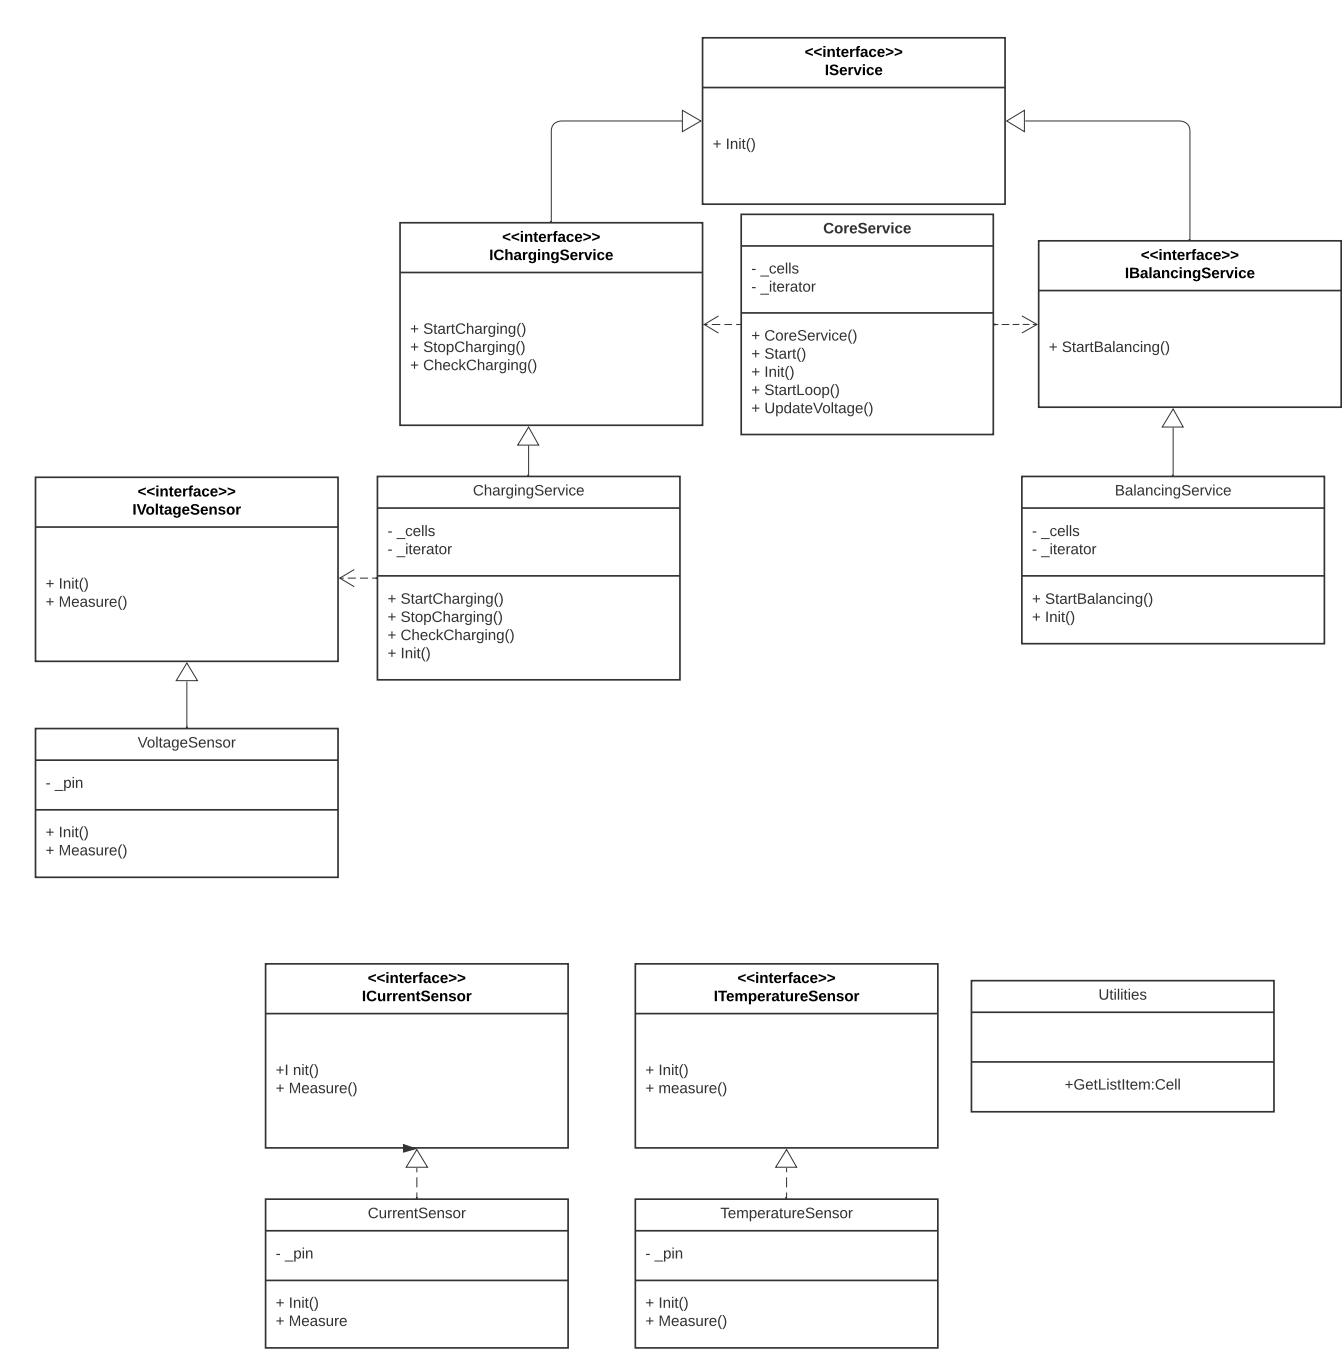 <<interface>>
IService
+ Init()
<<interface>>
IChargingService
+ StartCharging()
+ StopCharging()
+ CheckCharging()
CoreService
- _cells
- _iterator
+ CoreService()
+ Start()
+ Init()
+ StartLoop()
+ UpdateVoltage()
<<interface>>
IBalancingService
+ StartBalancing()
<<interface>>
IVoltageSensor
+ Init()
+ Measure()
ChargingService
- _cells
- _iterator
+ StartCharging()
+ StopCharging()
+ CheckCharging()
+ Init()
BalancingService
- _cells
- _iterator
+ StartBalancing()
+ Init()
VoltageSensor
- _pin
+ Init()
+ Measure()
<<interface>>
ICurrentSensor
+I nit()
+ Measure()
<<interface>>
ITemperatureSensor
+ Init()
+ measure()
Utilities
+GetListItem:Cell
CurrentSensor
- _pin
+ Init()
+ Measure
TemperatureSensor
- _pin
+ Init()
+ Measure()